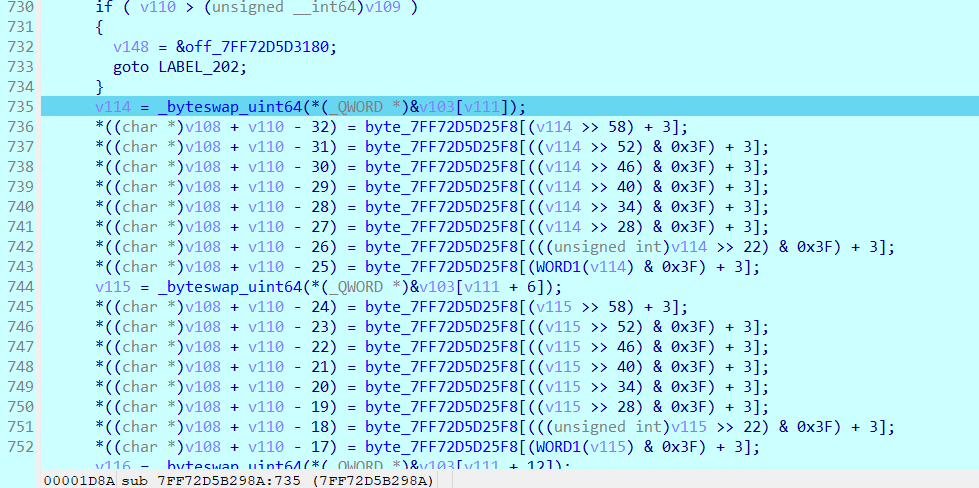 730 if ( v110 > (unsigned __int64)v109 )
731 {
732 v148 = &off_7FF72D5D3180;
733 goto LABEL_202;
734 }
735 v114 = _byteswap_uint64(*(_QWORD *)&v103[v111]);
736 *((char *)v108 + v110 - 32) = byte_7FF72D5D25F8[(v114 >> 58) + 3];
737 *((char *)v108 + v110 - 31) = byte_7FF72D5D25F8[((v114 >> 52) & 0x3F) + 3];
738 *((char *)v108 + v110 - 30) = byte_7FF72D5D25F8[((v114 >> 46) & 0x3F) + 3];
739 *((char *)v108 + v110 - 29) = byte_7FF72D5D25F8[((v114 >> 40) & 0x3F) + 3];
740 *((char *)v108 + v110 - 28) = byte_7FF72D5D25F8[((v114 >> 34) & 0x3F) + 3];
741 *((char *)v108 + v110 - 27) = byte_7FF72D5D25F8[((v114 >> 28) & 0x3F) + 3];
742 *((char *)v108 + v110 - 26) = byte_7FF72D5D25F8[(((unsigned int)v114 >> 22) & 0x3F) + 3];
743 *((char *)v108 + v110 - 25) = byte_7FF72D5D25F8[(WORD1(v114) & 0x3F) + 3];
744 v115 = _byteswap_uint64(*(_QWORD *)&v103[v111 + 6]);
745 *((char *)v108 + v110 - 24) = byte_7FF72D5D25F8[(v115 >> 58) + 3];
746 *((char *)v108 + v110 - 23) = byte_7FF72D5D25F8[((v115 >> 52) & 0x3F) + 3];
747 *((char *)v108 + v110 - 22) = byte_7FF72D5D25F8[((v115 >> 46) & 0x3F) + 3];
748 *((char *)v108 + v110 - 21) = byte_7FF72D5D25F8[((v115 >> 40) & 0x3F) + 3];
749 *((char *)v108 + v110 - 20) = byte_7FF72D5D25F8[((v115 >> 34) & 0x3F) + 3];
750 *((char *)v108 + v110 - 19) = byte_7FF72D5D25F8[((v115 >> 28) & 0x3F) + 3];
751 *((char *)v108 + v110 - 18) = byte_7FF72D5D25F8[(((unsigned int)v115 >> 22) & 0x3F) + 3];
752 *((char *)v108 + v110 - 17) = byte_7FF72D5D25F8[(WORD1(v115) & 0x3F) + 3];
v116 = _byteswap_uint64(*(_QWORD *)&v103[v111 + 12]);
00001D8A sub 7FF72D5B298A:735 (7FF72D5B298A)